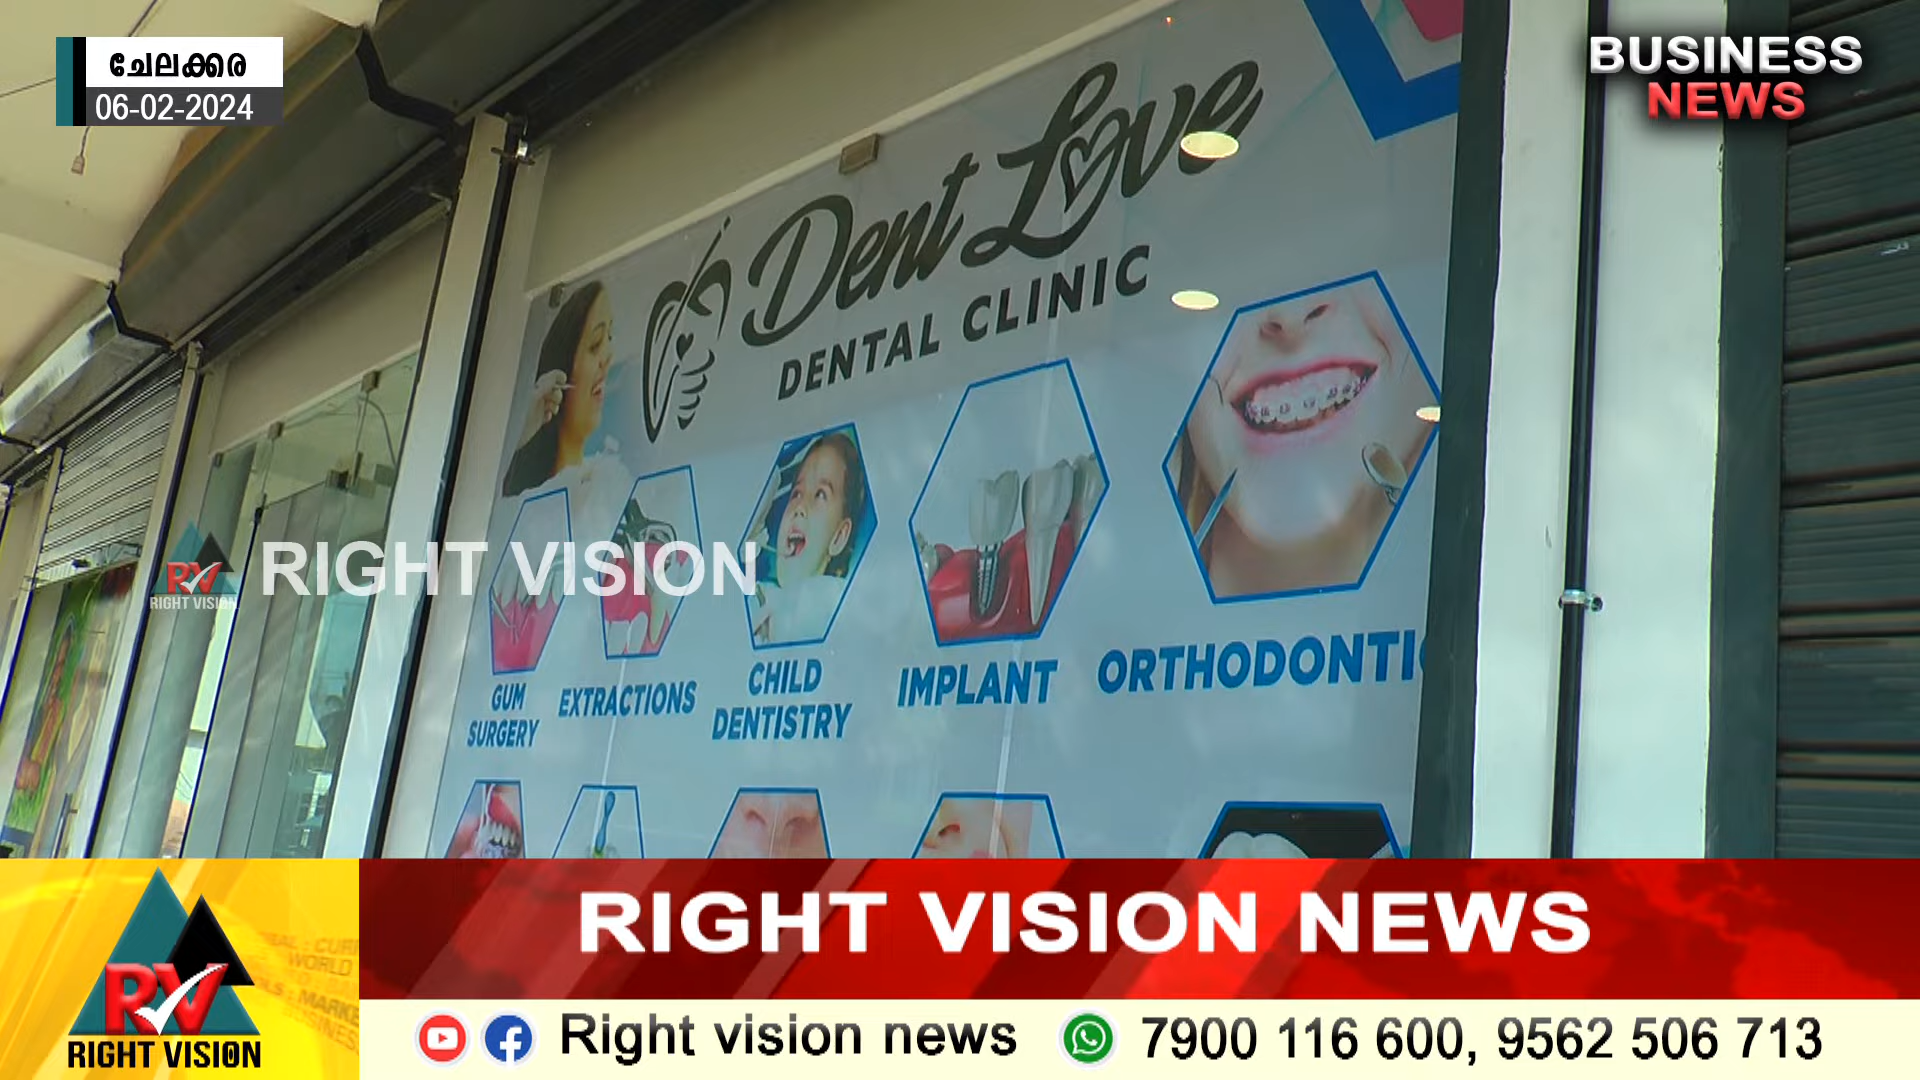 ചേലക്കര
06-02-2024
BUSINESS
NEWS
Dent Love
DENTAL CLINIC
RV
RIGHT VISION
RIGHT VISION
GUM
SURGERY
EXTRACTIONS
CHILD
DENTISTRY
IMPLANT
ORTHODONTI
RIGHT VISION NEWS
RV
RIGHT VISION
WORLD
Right vision news
7900 116 600, 9562 506 713